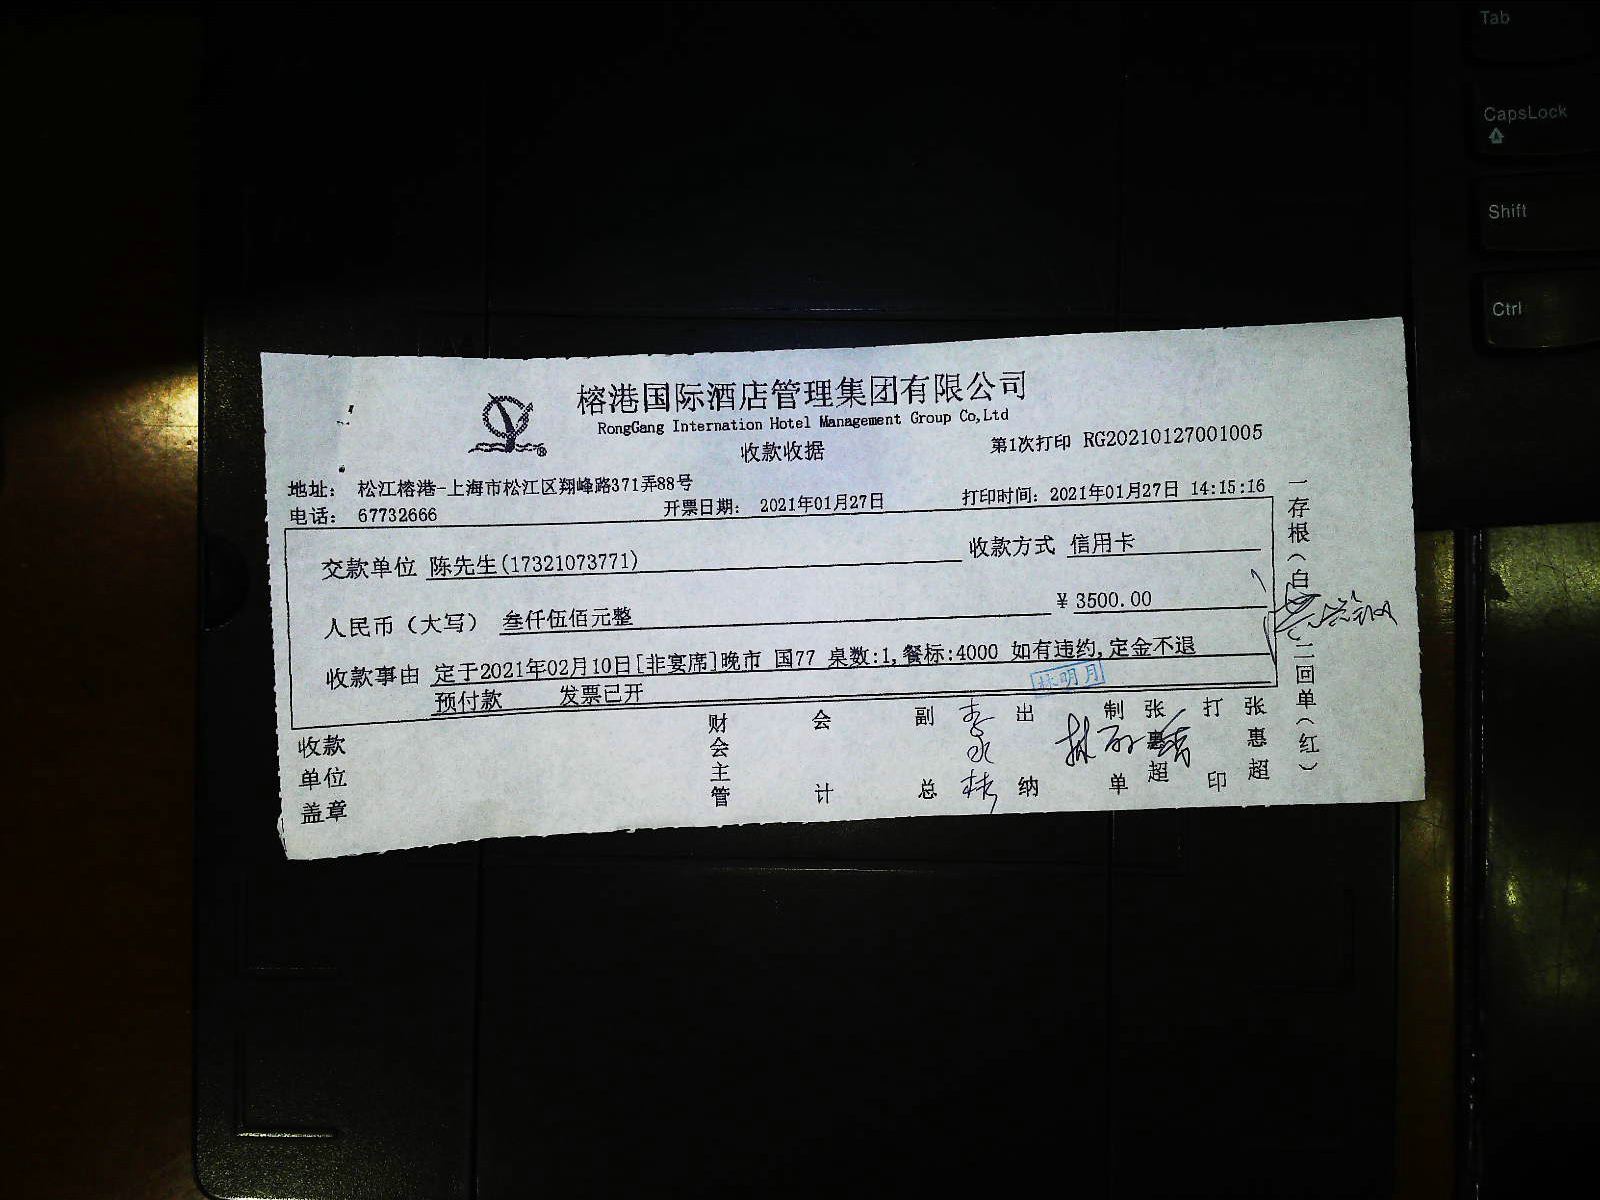 Tab
CapsLock
Shift
Ctrl
榕港国际酒店管理集团有限公司
RongGang Internation Hotel Management Group Co,Ltd
收款收据
第1次打印 RG20210127001005
地址： 松江榕港-上海市松江区翔峰路371弄88号
电话： 67732666
开票日期： 2021年01月27日
打印时间：2021年01月27日 14:15:16
交款单位 陈先生(17321073771)
收款方式 信用卡
人民币（大写） 叁仟伍佰元整
¥ 3500.00
收款事由 定于2021年02月10日[非宴席]晚市 国77 桌数:1,餐标:4000 如有违约,定金不退
预付款 发票已开
林明月
收款单位盖章
财会主管
会计
副总 李永林
出纳
制单 张惠超
打印 张惠超
一存根（白）二回单（红）